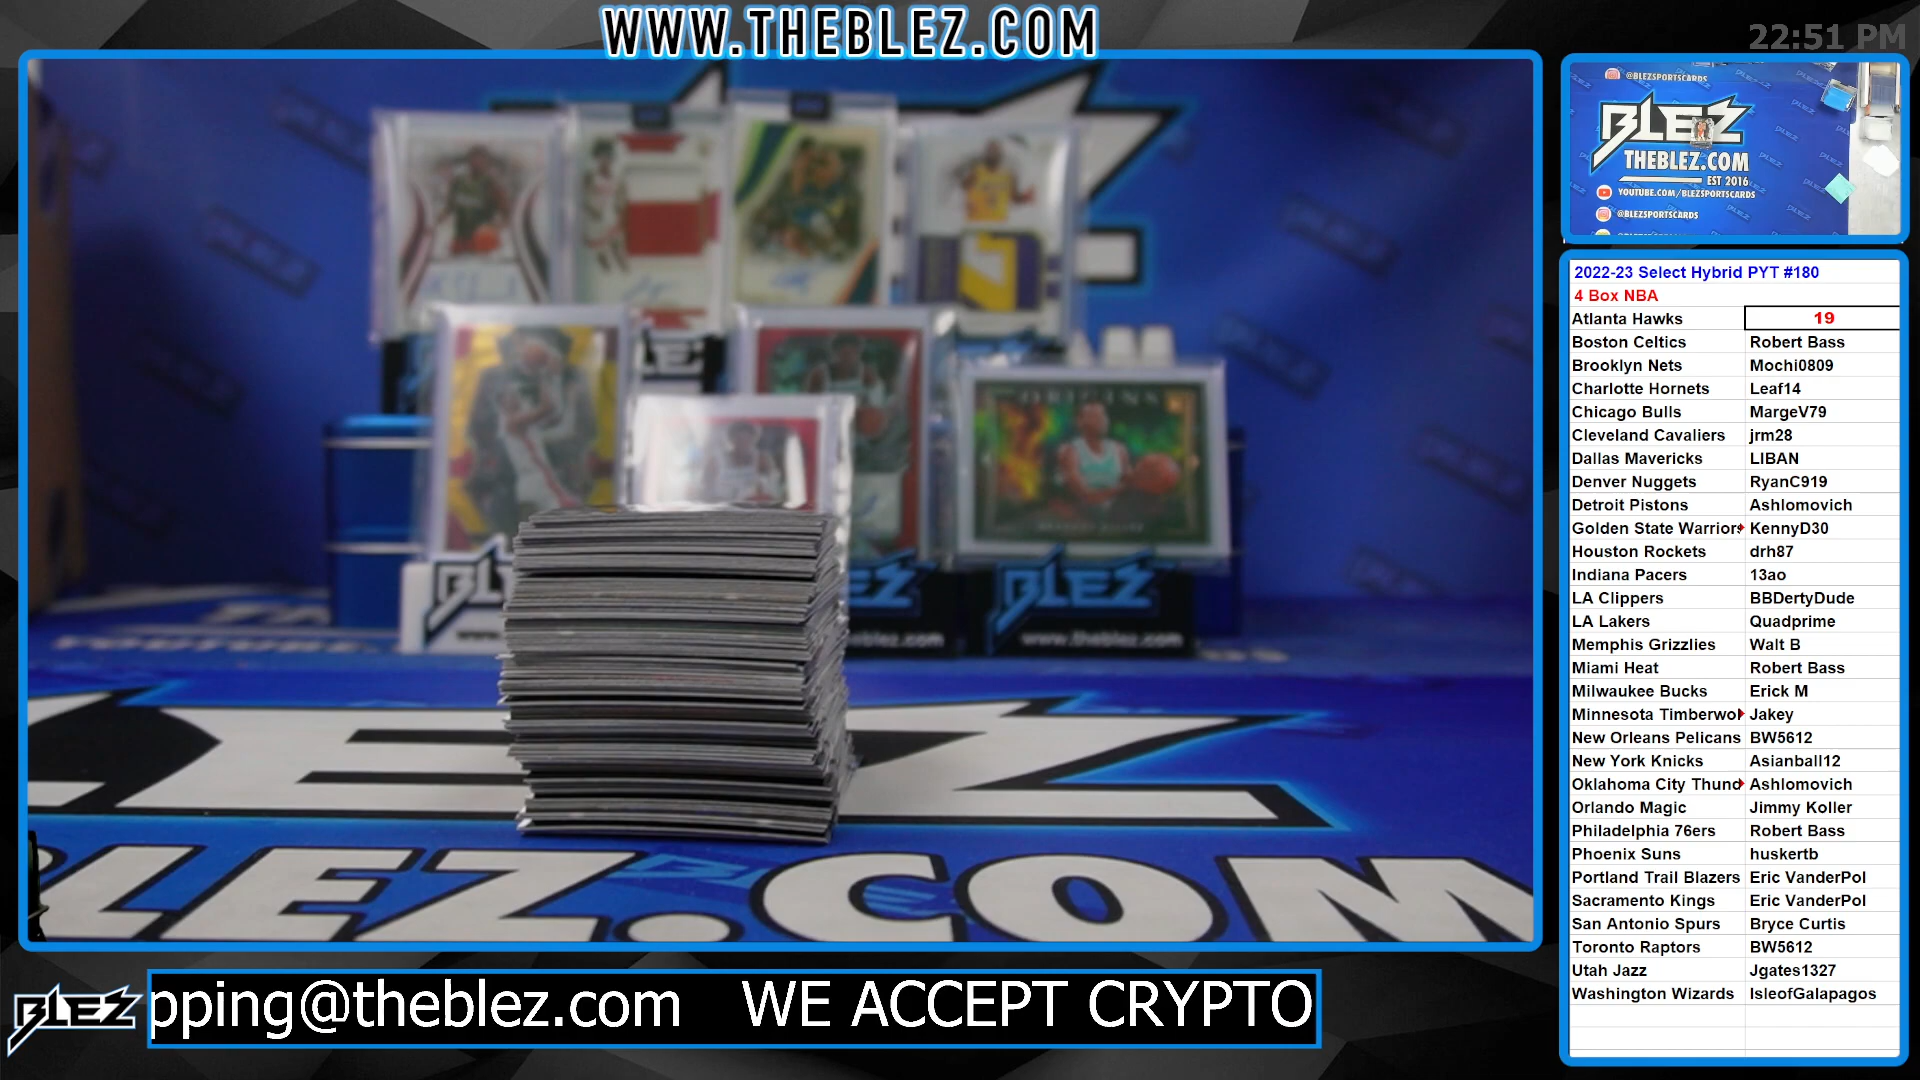 WWW.THEBLEZ.COM
22:51 PM
@BLEZSPORTSCARDS
BLEZ
THEBLEZ.COM
EST 2016
YOUTUBE.COM/BLEZSPORTSCARDS
@BLEZSPORTSCARDS
2022-23 Select Hybrid PYT #180
4 Box NBA
Atlanta Hawks 19
Boston Celtics Robert Bass
Brooklyn Nets Mochi0809
Charlotte Hornets Leaf14
Chicago Bulls MargeV79
Cleveland Cavaliers jrm28
Dallas Mavericks LIBAN
Denver Nuggets RyanC919
Detroit Pistons Ashlomovich
Golden State Warriors KennyD30
Houston Rockets drh87
Indiana Pacers 13ao
LA Clippers BBDertyDude
LA Lakers Quadprime
Memphis Grizzlies Walt B
Miami Heat Robert Bass
Milwaukee Bucks Erick M
Minnesota Timberwol Jakey
New Orleans Pelicans BW5612
New York Knicks Asianball12
Oklahoma City Thund Ashlomovich
Orlando Magic Jimmy Koller
Philadelphia 76ers Robert Bass
Phoenix Suns huskertb
Portland Trail Blazers Eric VanderPol
Sacramento Kings Eric VanderPol
San Antonio Spurs Bryce Curtis
Toronto Raptors BW5612
Utah Jazz Jgates1327
Washington Wizards IsleofGalapagos
ORIGINS
BLEZ
www.theblez.com
BLEZ.COM
BLEZ
pping@theblez.com WE ACCEPT CRYPTO